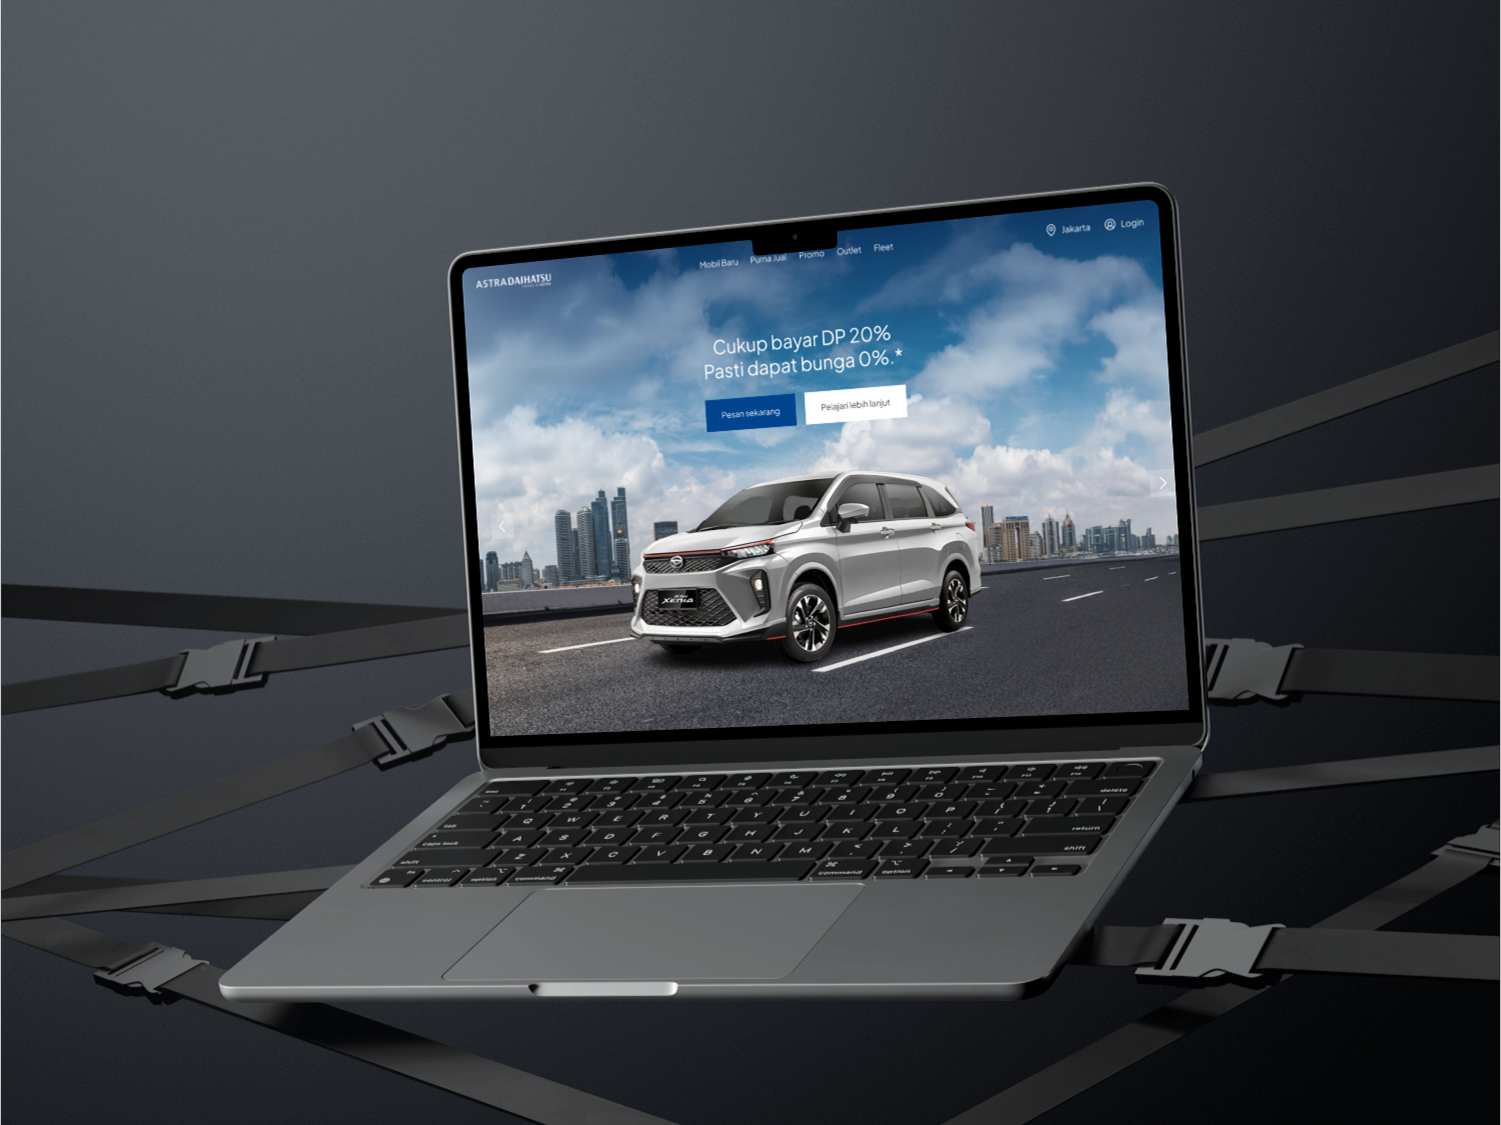 ASTRA DAIHATSU
Mobil Baru Purna Jual Promo Outlet Fleet
Jakarta Login
Cukup bayar DP 20%
Pasti dapat bunga 0%.*
Pesan sekarang Pelajari lebih lanjut
XENIA
esc
delete
tab Q W E R T Y U I O P
caps lock A S D F G H J K L return
shift Z X C V B N M shift
fn control option command command option